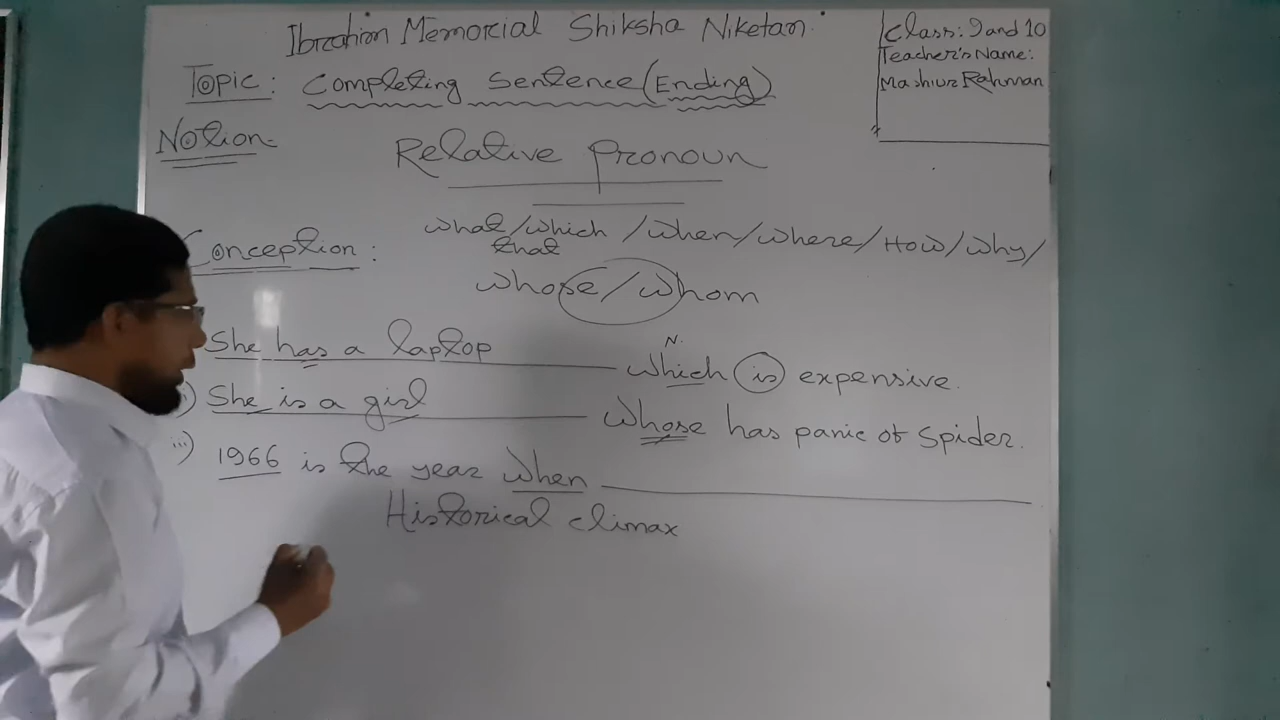 Ibrahim Memorial Shiksha Niketan
Class: 9 and 10
Teacher's Name:
Mashiur Rahman
Topic: Completing Sentence (Ending)
Notion
Relative Pronoun
Conception: what/which/when/where/How/why/
that
whose/whom
She has a laptop which is expensive.
N.
ii) She is a girl whose has panic of spider.
iii) 1966 is the year when
Historical climax